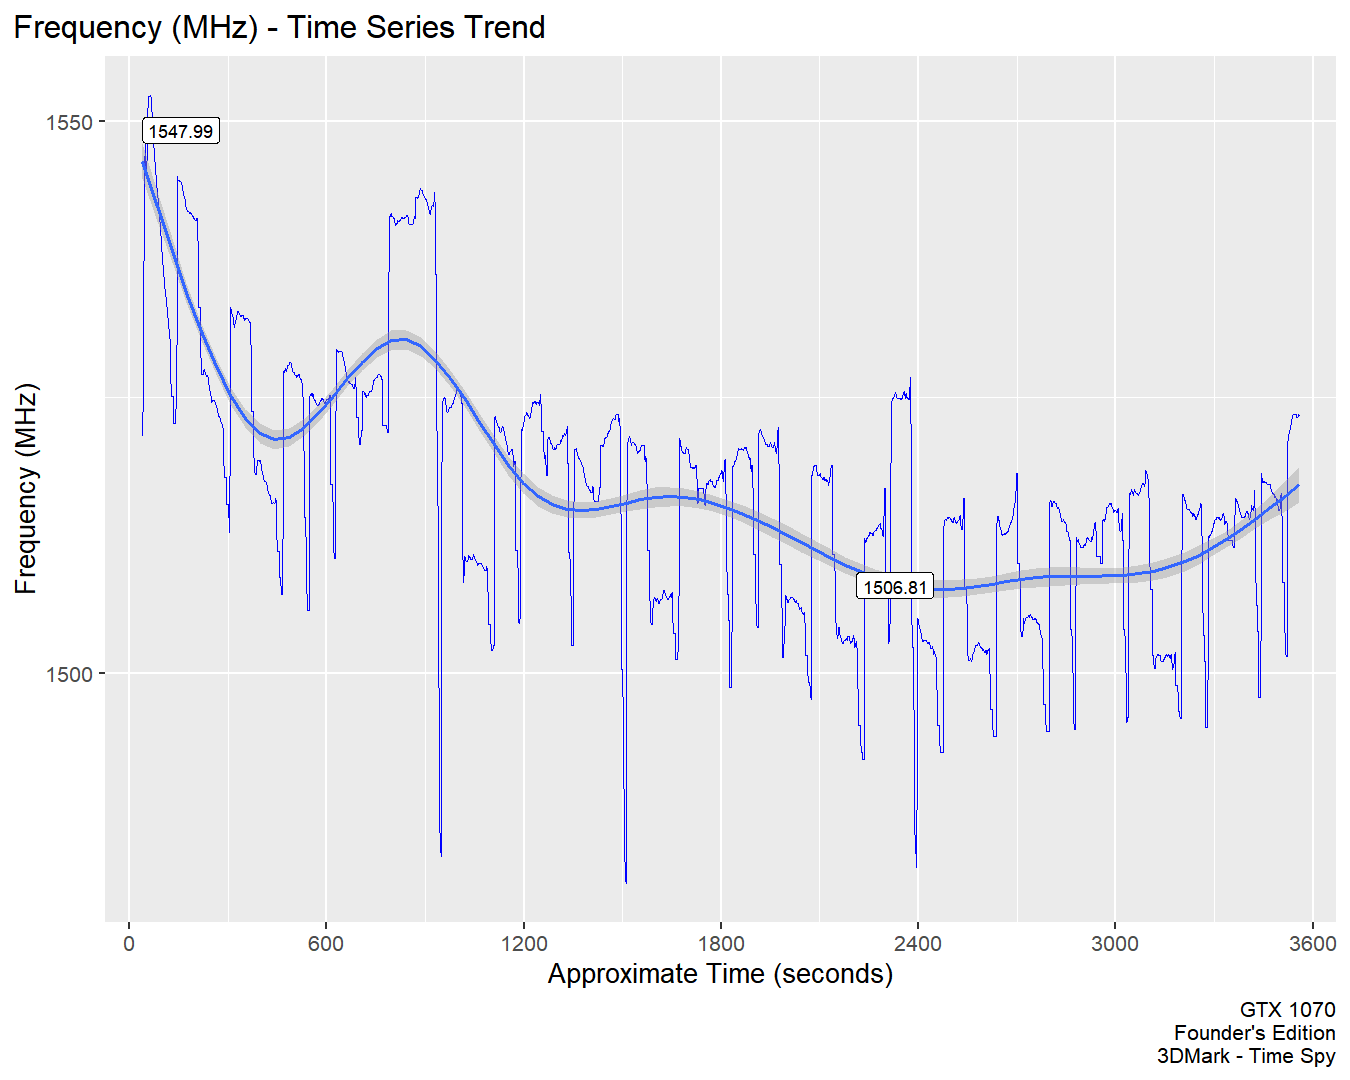 Frequency (MHz) - Time Series Trend
Frequency (MHz)
1550
1500
1547.99
1506.81
0 600 1200 1800 2400 3000 3600
Approximate Time (seconds)
GTX 1070
Founder's Edition
3DMark - Time Spy